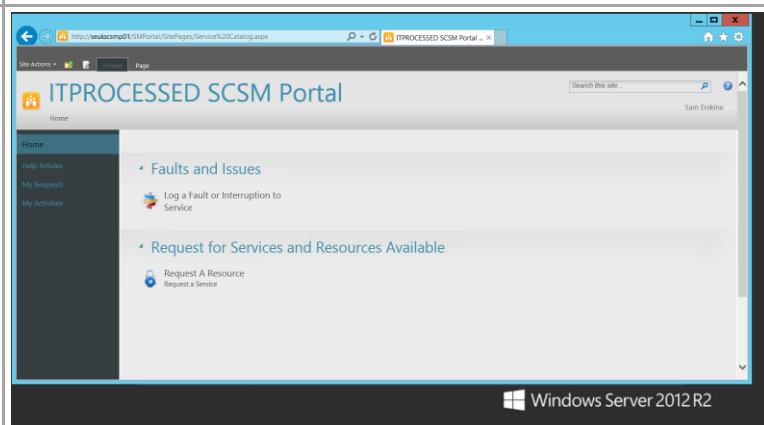 http://seukscsmp01/SMPortal/SitePages/Service%20Catalog.aspx
ITPROCESSED SCSM Portal ...
Site Actions
Browse
Page
ITPROCESSED SCSM Portal
Search this site...
Home
Sam Erskine
Home
Help Articles
My Requests
My Activities
Faults and Issues
Log a Fault or Interruption to
Service
Request for Services and Resources Available
Request A Resource
Request a Service
Windows Server 2012 R2